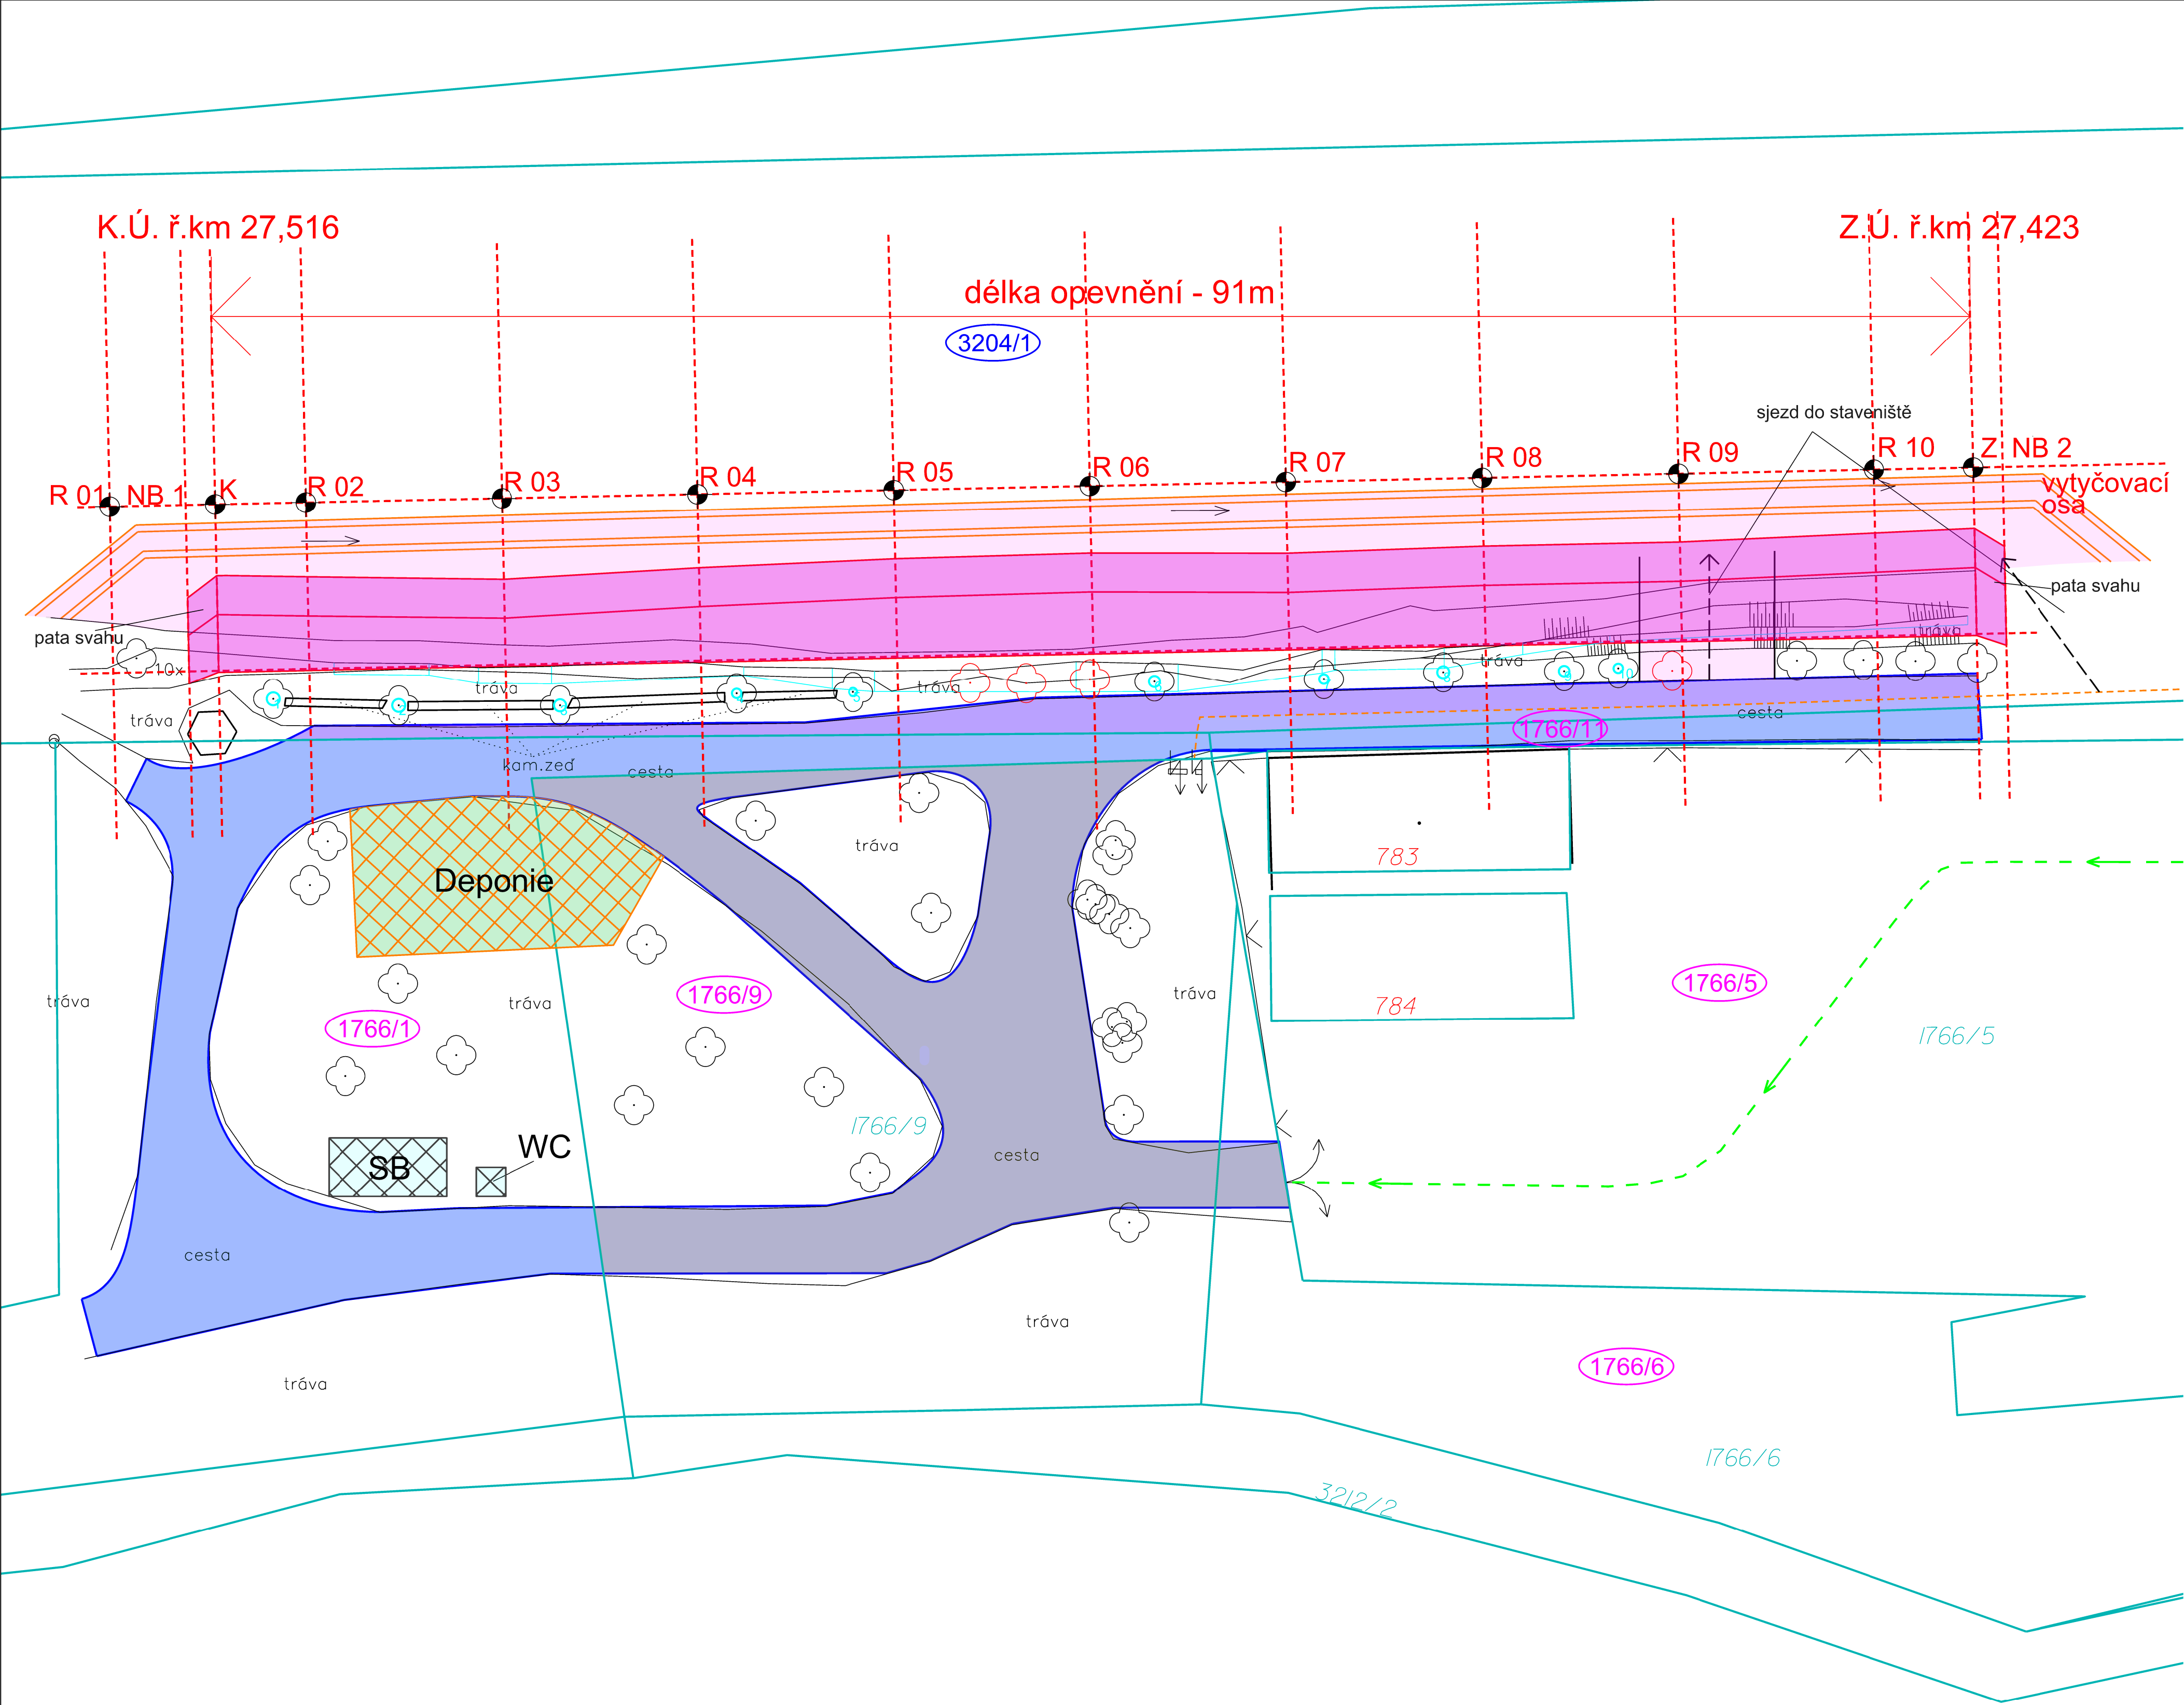 K.Ú. ř.km 27,516
Z.Ú. ř.km 27,423
délka opevnění - 91m
3204/1
sjezd do staveniště
R 01
NB 1
K
R 02
R 03
R 04
R 05
R 06
R 07
R 08
R 09
R 10
Z
NB 2
vytyčovací
osa
pata svahu
pata svahu
10x
tráva
tráva
tráva
tráva
tráva
kam.zeď
cesta
cesta
1766/11
Deponie
tráva
783
784
tráva
tráva
tráva
1766/1
1766/9
1766/5
1766/5
1766/9
SB
WC
cesta
cesta
tráva
tráva
1766/6
1766/6
3212/2